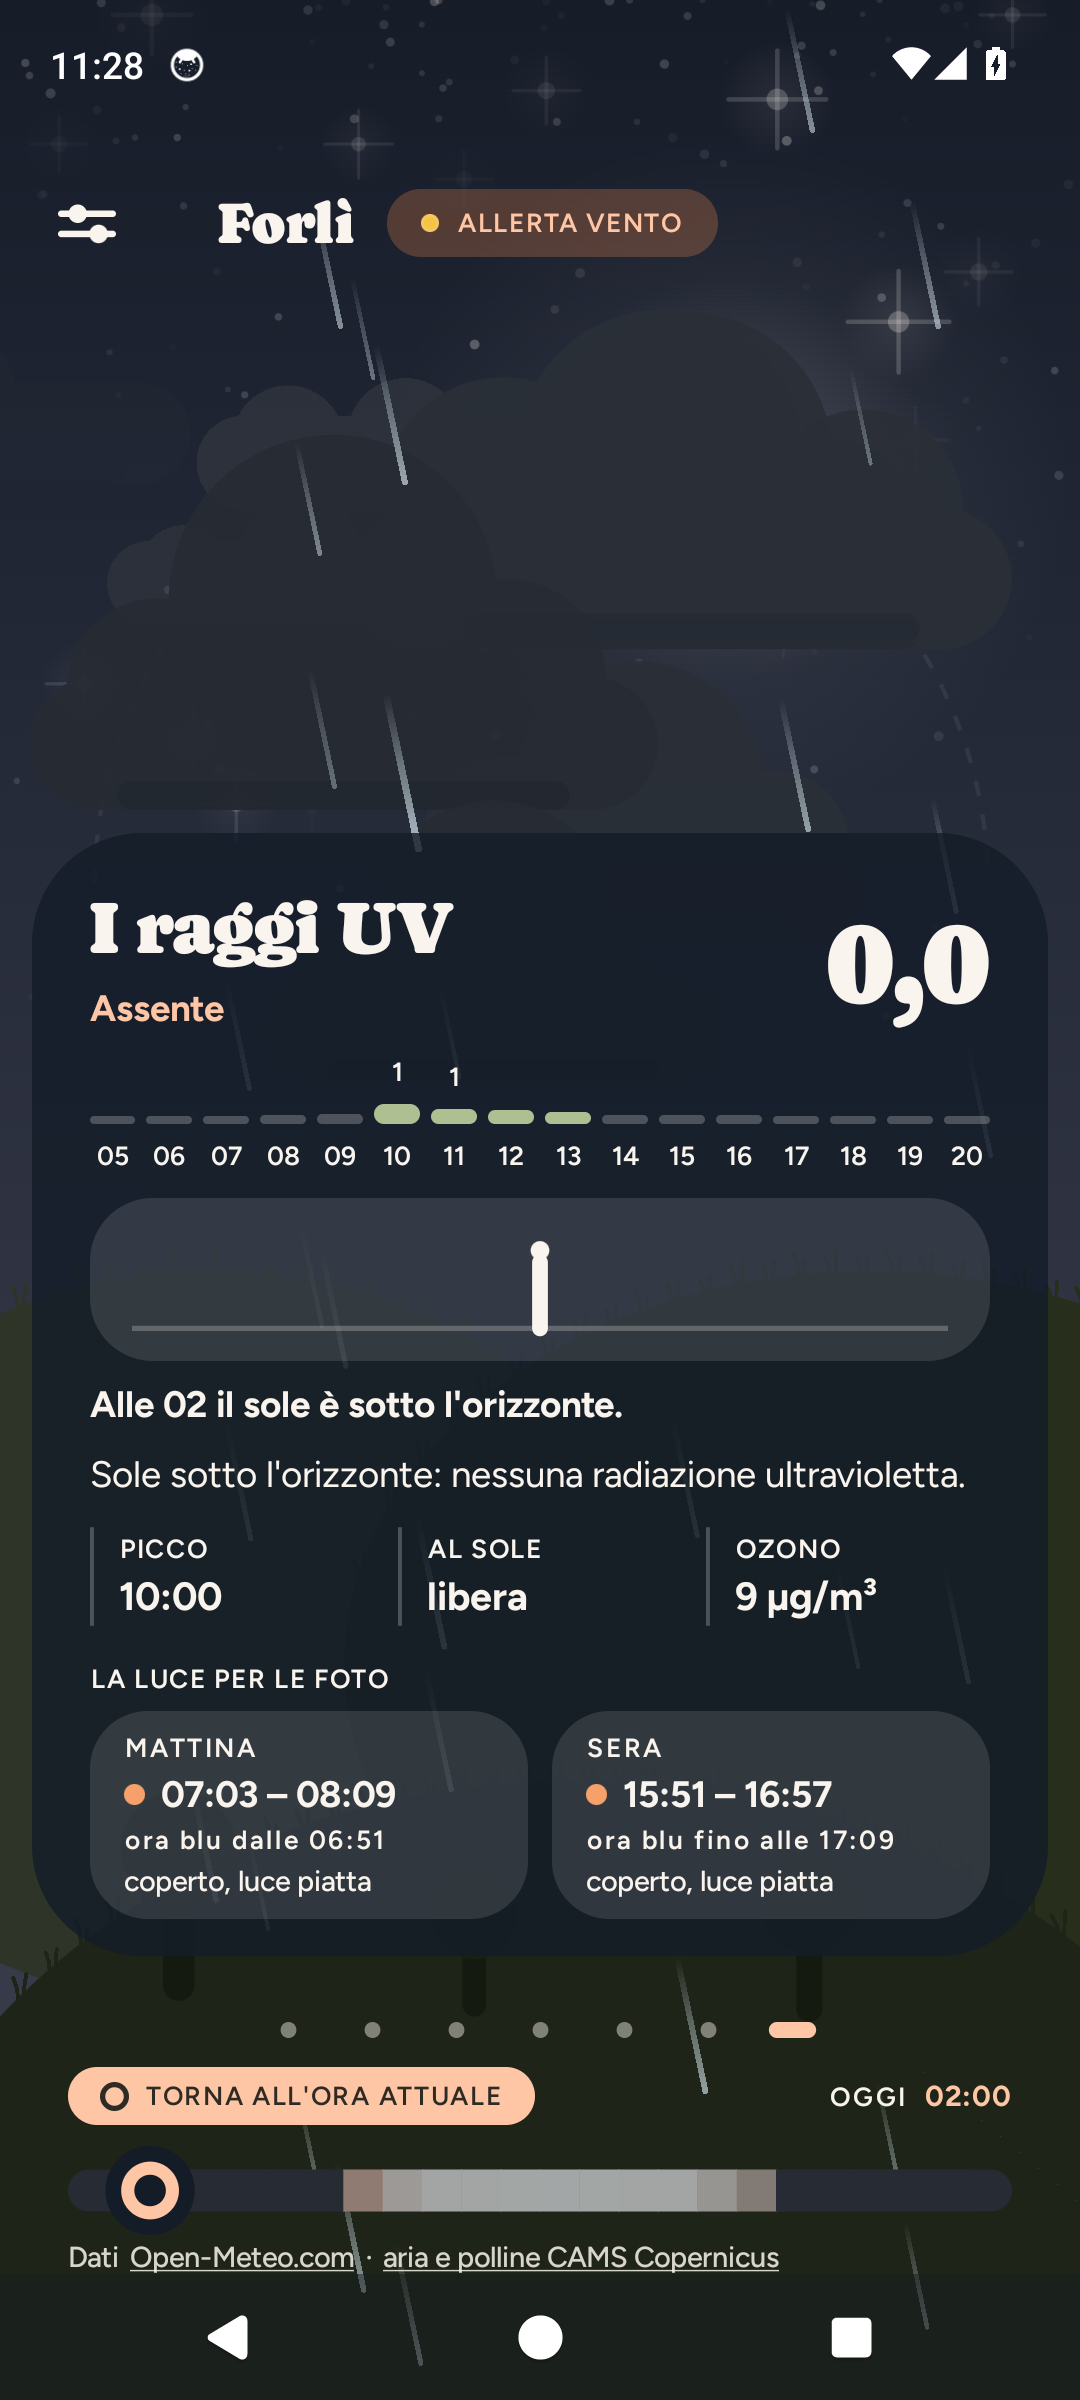 11:28
Forlì
ALLERTA VENTO
I raggi UV
0,0
Assente
1 1
05 06 07 08 09 10 11 12 13 14 15 16 17 18 19 20
Alle 02 il sole è sotto l'orizzonte.
Sole sotto l'orizzonte: nessuna radiazione ultravioletta.
PICCO AL SOLE OZONO
10:00 libera 9 µg/m³
LA LUCE PER LE FOTO
MATTINA
07:03 – 08:09
ora blu dalle 06:51
coperto, luce piatta
SERA
15:51 – 16:57
ora blu fino alle 17:09
coperto, luce piatta
TORNA ALL'ORA ATTUALE
OGGI 02:00
Dati Open-Meteo.com · aria e polline CAMS Copernicus